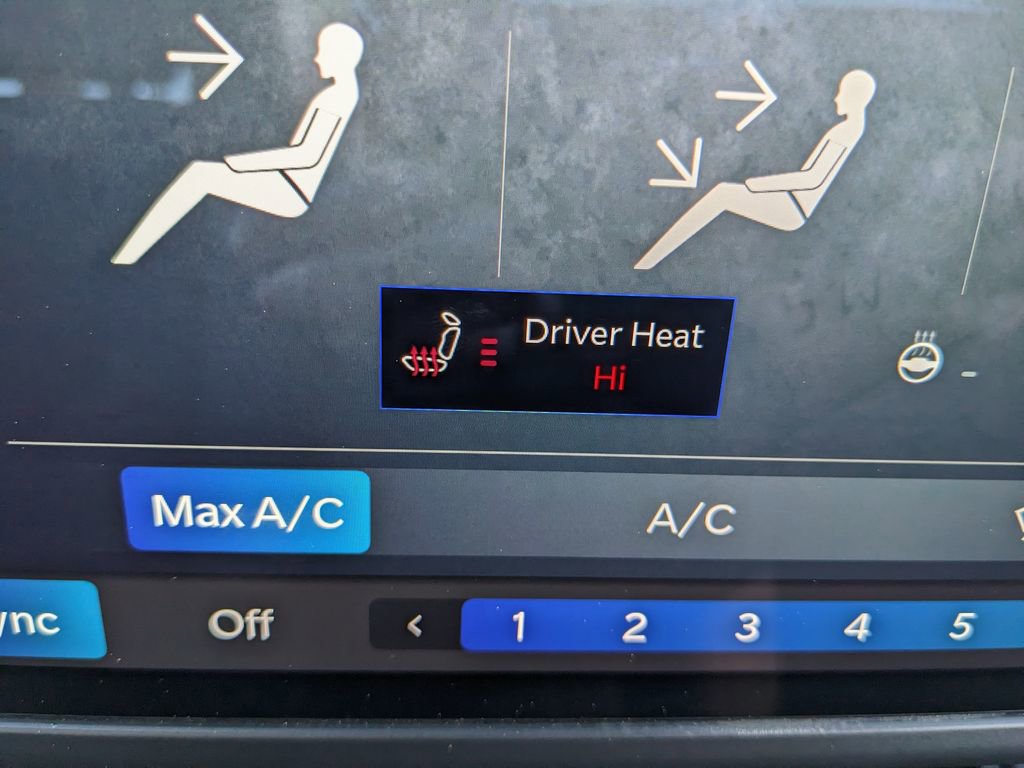 Driver Heat
Hi
Max A/C
A/C
ync
Off
<
1
2
3
4
5